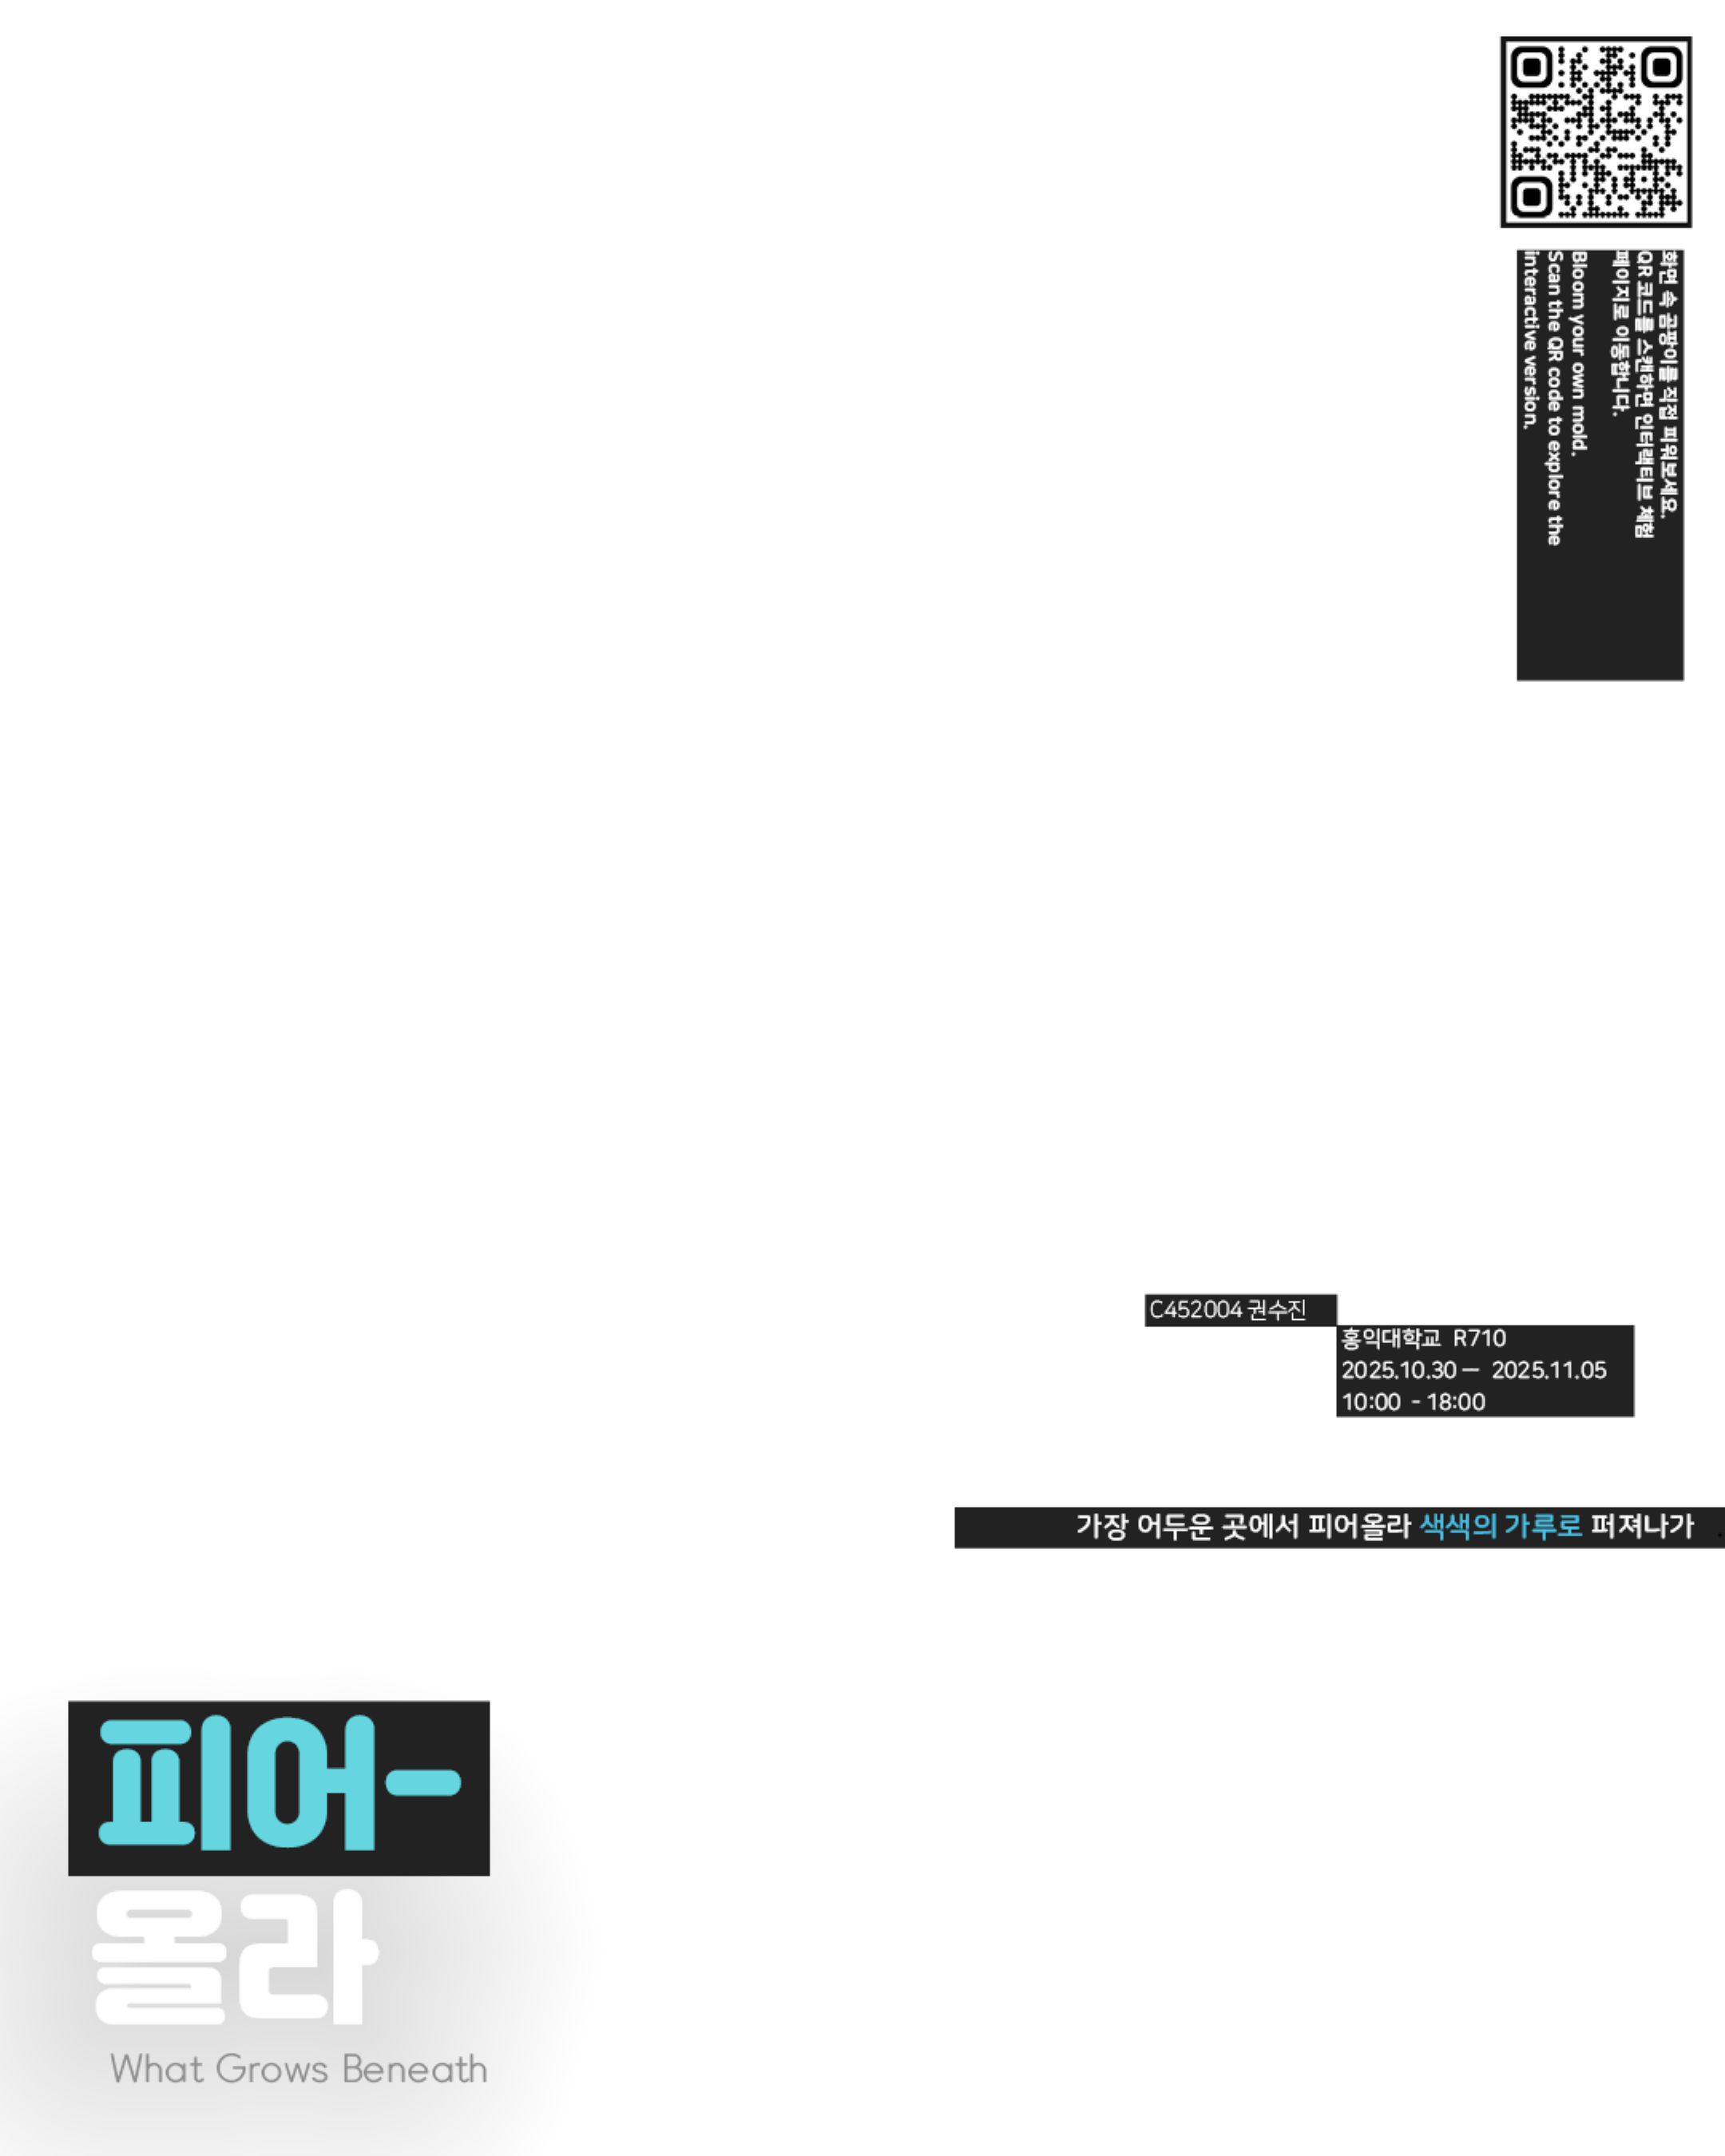 화면 속 곰팡이를 직접 피워보세요.
QR 코드를 스캔하면 인터랙티브 체험
페이지로 이동합니다.
Bloom your own mold.
Scan the QR code to explore the
interactive version.
C452004 권수진
홍익대학교 R710
2025.10.30 — 2025.11.05
10:00 - 18:00
가장 어두운 곳에서 피어올라 색색의 가루로 퍼져나가
피어-
올라
What Grows Beneath